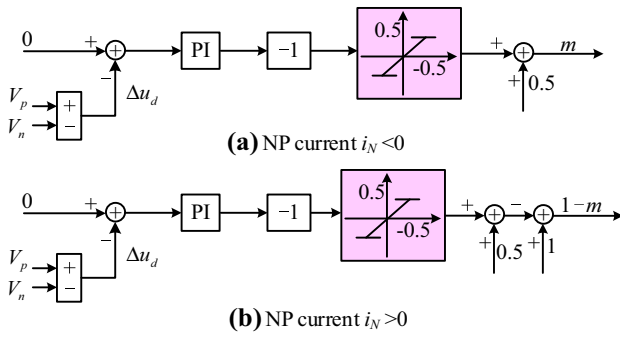 0 + − PI −1 0.5 -0.5 + + 0.5 m
V_p V_n + − Δu_d
(a) NP current i_N <0
0 + − PI −1 0.5 -0.5 + + 0.5 − + 1 1−m
V_p V_n + − Δu_d
(b) NP current i_N >0